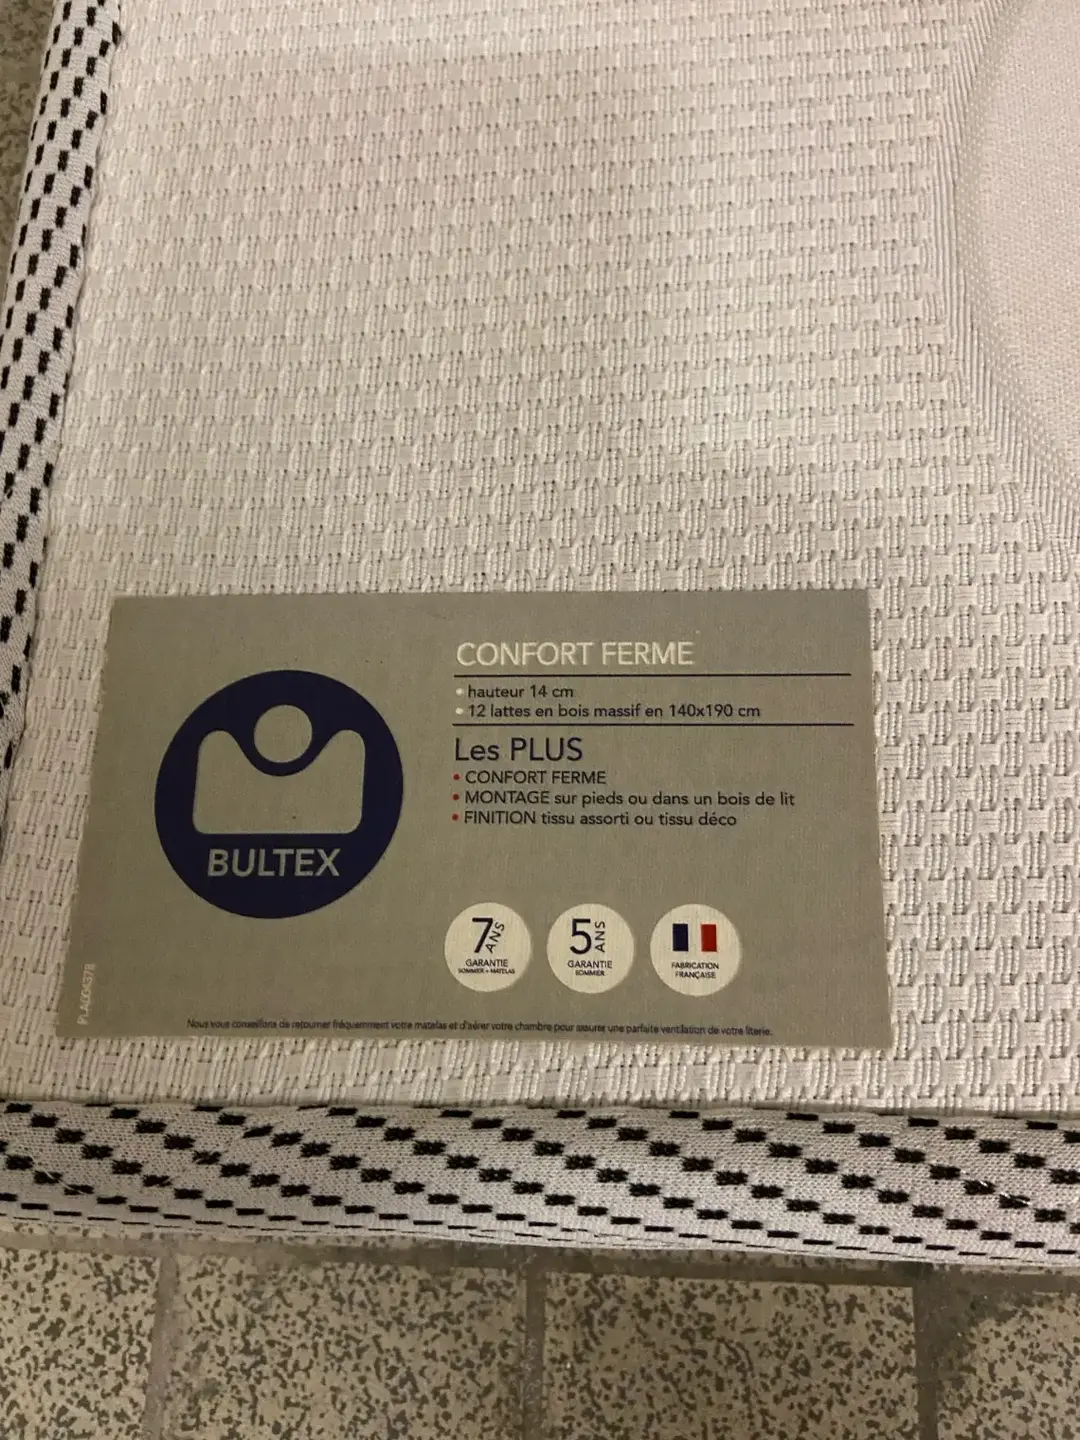 CONFORT FERME
• hauteur 14 cm
• 12 lattes en bois massif en 140x190 cm
Les PLUS
• CONFORT FERME
• MONTAGE sur pieds ou dans un bois de lit
• FINITION tissu assorti ou tissu déco
BULTEX
7 ANS
GARANTIE
SOMMIER + MATELAS
5 ANS
GARANTIE
SOMMIER
FABRICATION
FRANÇAISE
Nous vous conseillons de retourner fréquemment votre matelas et d'aérer votre chambre pour assurer une parfaite ventilation de votre literie.